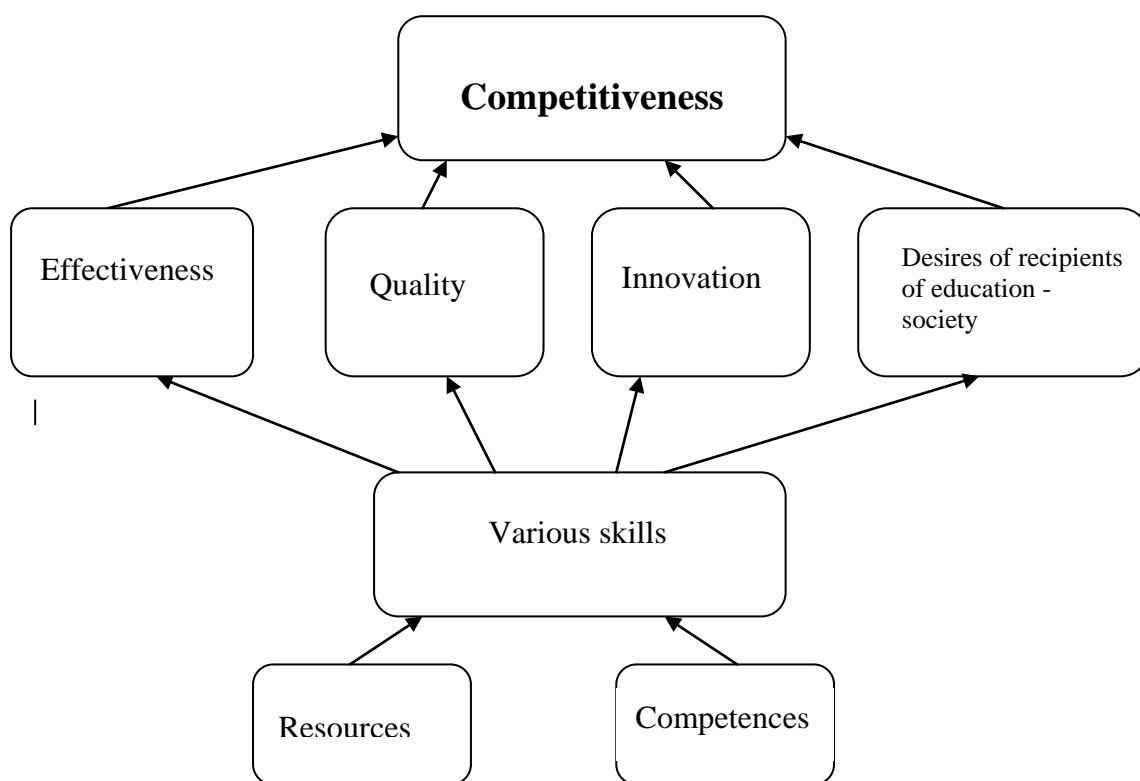 Competitiveness
Effectiveness
Quality
Innovation
Desires of recipients
of education -
society
Various skills
Resources
Competences